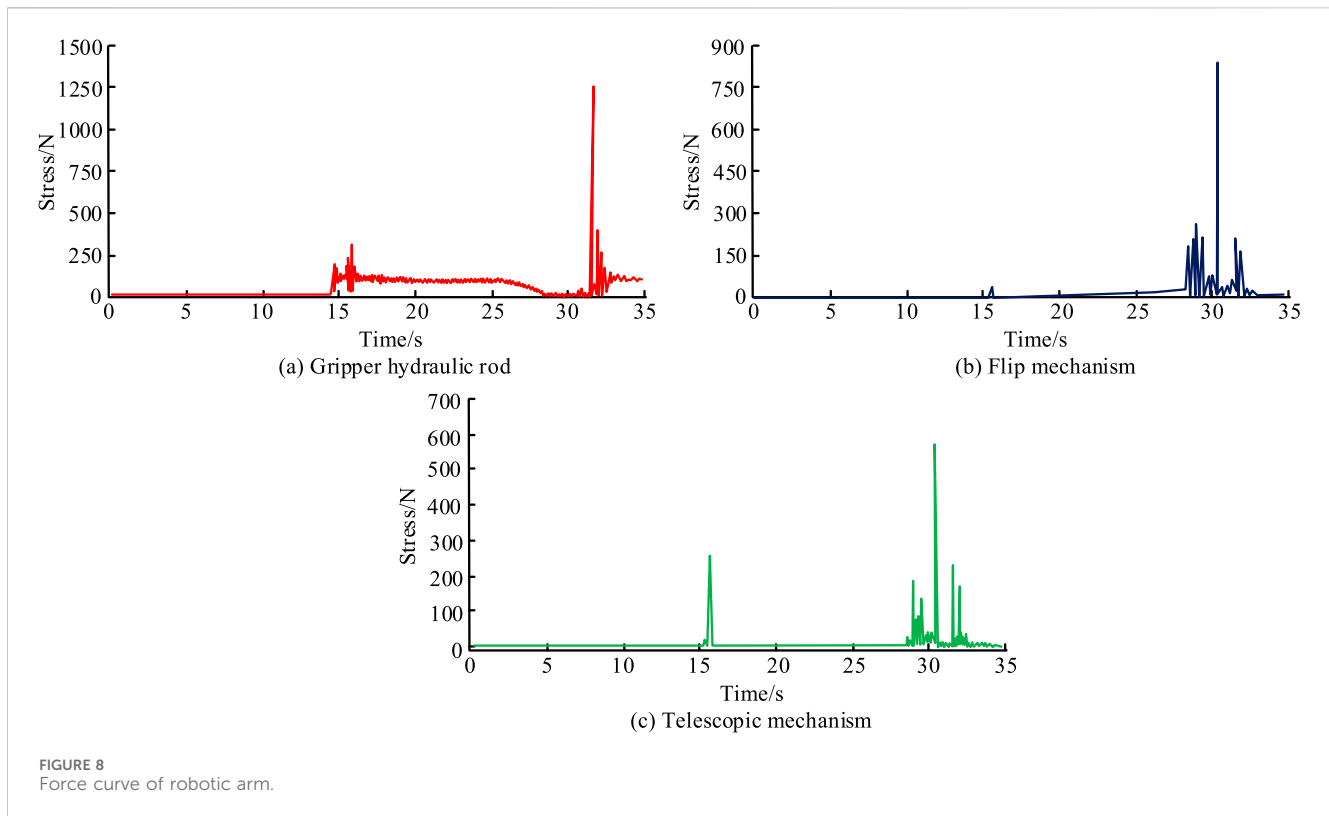 1500
1250
1000
750
500
250
0
Stress/N
0 5 10 15 20 25 30 35
Time/s
(a) Gripper hydraulic rod
900
750
600
450
300
150
0
Stress/N
0 5 10 15 20 25 30 35
Time/s
(b) Flip mechanism
700
600
500
400
300
200
100
0
Stress/N
0 5 10 15 20 25 30 35
Time/s
(c) Telescopic mechanism
FIGURE 8
Force curve of robotic arm.